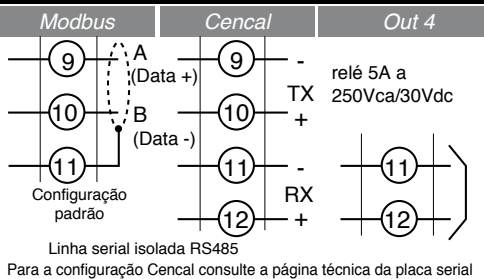 Modbus Cencal Out 4
9 A 9 -
(Data +) relé 5A a
TX 250Vca/30Vdc
10 B 10 +
(Data -)
11 11 - 11
Configuração RX
padrão 12 + 12
Linha serial isolada RS485
Para a configuração Cencal consulte a página técnica da placa serial